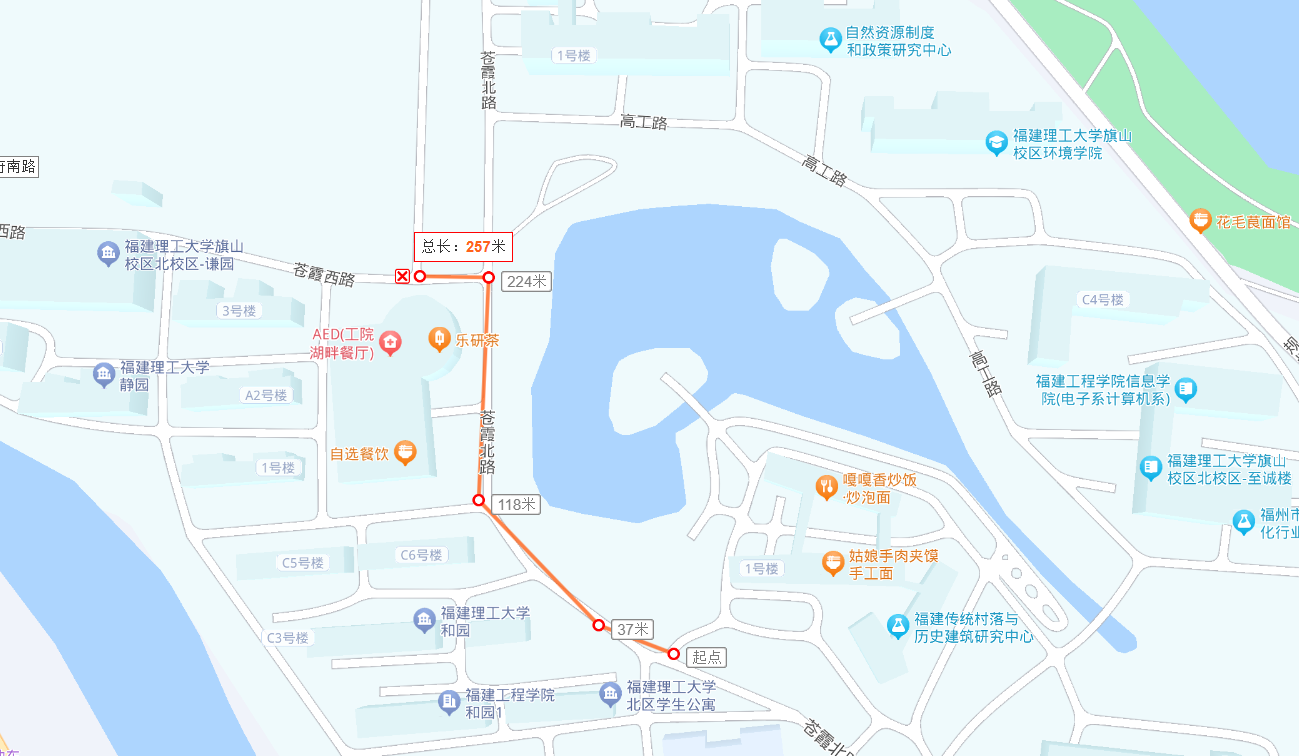 自然资源制度
和政策研究中心
1号楼
苍霞北路
高工路
福建理工大学旗山
校区环境学院
高工路
南路
花毛莨面馆
西路
福建理工大学旗山
校区北校区-谦园
总长：257米
苍霞西路
224米
C4号楼
3号楼
AED(工院
湖畔餐厅)
乐研茶
高工路
福建理工大学
静园
福建工程学院信息学
院(电子系计算机系)
A2号楼
苍霞北路
自选餐饮
1号楼
福建理工大学旗山
校区北校区-至诚楼
嘎嘎香炒饭
·炒泡面
118米
福州市
化行业
C5号楼
C6号楼
1号楼
姑娘手肉夹馍
手工面
福建理工大学
和园
37米
福建传统村落与
历史建筑研究中心
C3号楼
起点
福建工程学院
和园1
福建理工大学
北区学生公寓
苍霞北